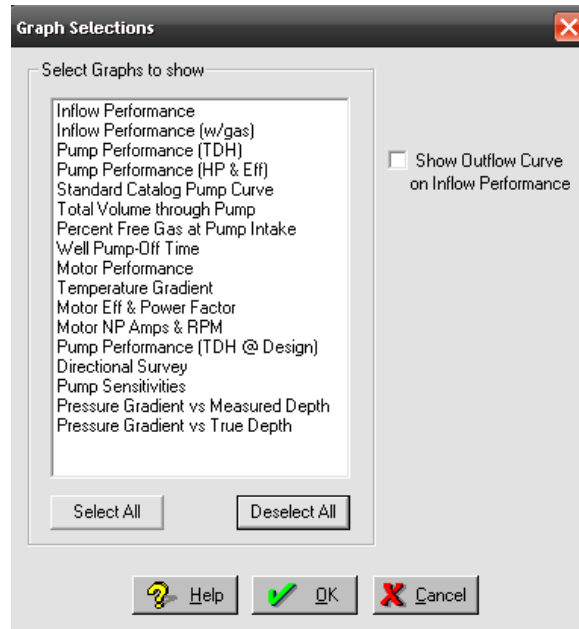 Graph Selections
Select Graphs to show
Inflow Performance
Inflow Performance (w/gas)
Pump Performance (TDH)
Pump Performance (HP & Eff)
Standard Catalog Pump Curve
Total Volume through Pump
Percent Free Gas at Pump Intake
Well Pump-Off Time
Motor Performance
Temperature Gradient
Motor Eff & Power Factor
Motor NP Amps & RPM
Pump Performance (TDH @ Design)
Directional Survey
Pump Sensitivities
Pressure Gradient vs Measured Depth
Pressure Gradient vs True Depth
Show Outflow Curve
on Inflow Performance
Select All
Deselect All
Help
OK
Cancel